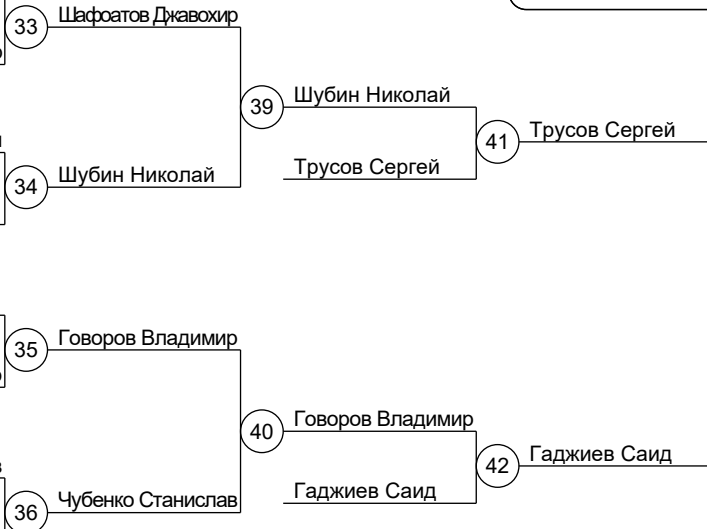 33 Шафоатов Джавохир
39 Шубин Николай
41 Трусов Сергей
34 Шубин Николай
Трусов Сергей
35 Говоров Владимир
40 Говоров Владимир
42 Гаджиев Саид
Гаджиев Саид
36 Чубенко Станислав